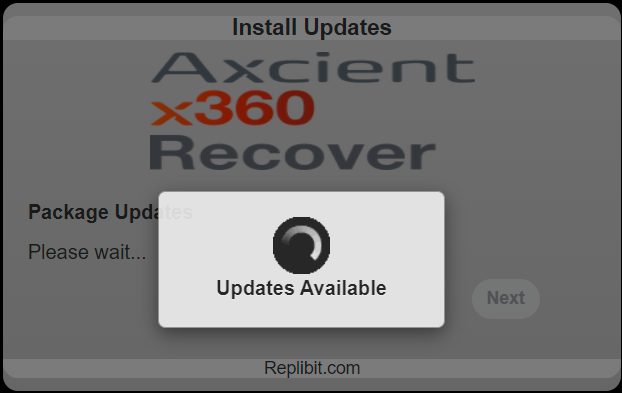 Install Updates
Axcient
x360
Recover
Package Updates
Please wait...
Updates Available
Next
Replibit.com